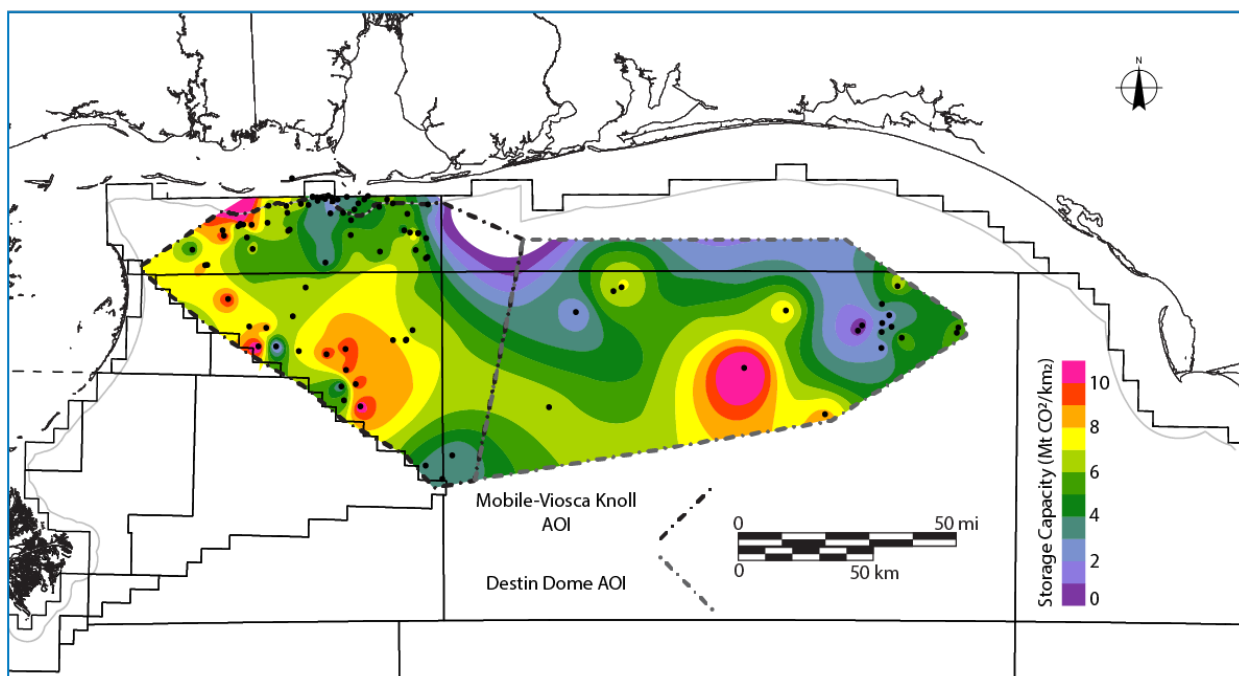 N
Mobile-Viosca Knoll
AOI
Destin Dome AOI
0 50 mi
0 50 km
Storage Capacity (Mt CO²/km₂)
10
8
6
4
2
0